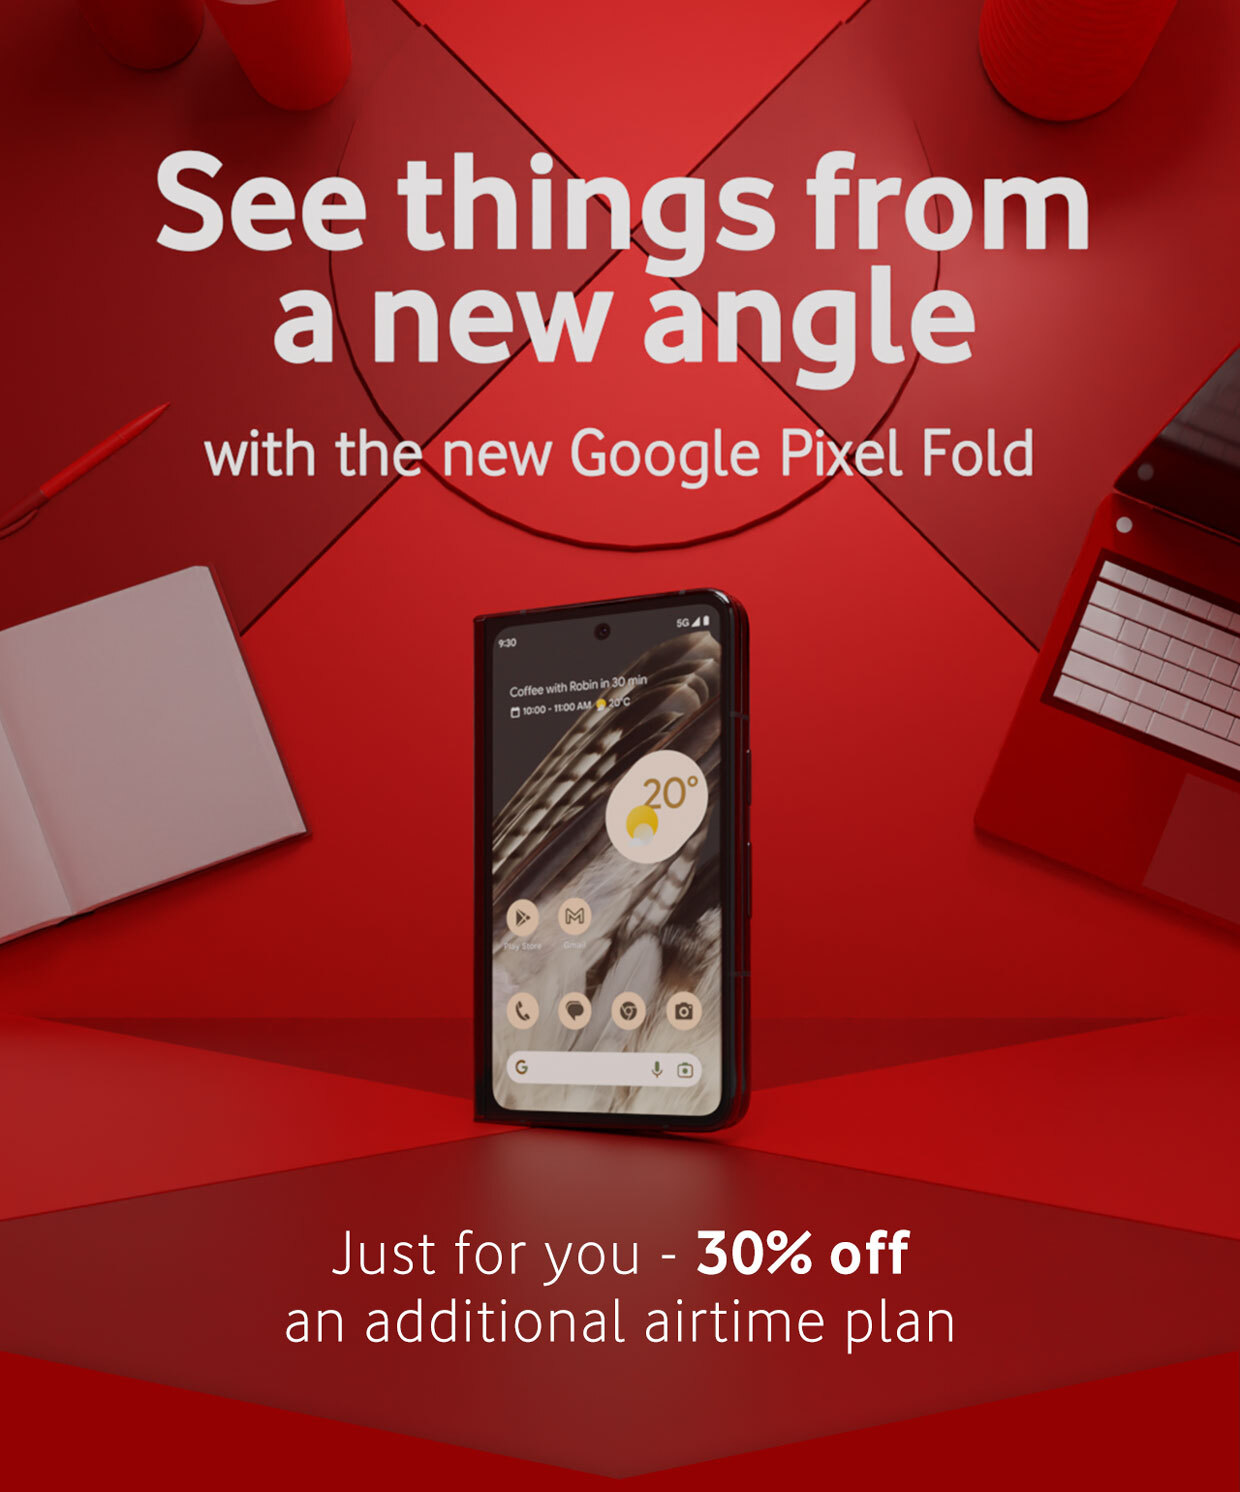 See things from
a new angle
with the new Google Pixel Fold
9:30
5G
Coffee with Robin in 30 min
10:00 - 11:00 AM 20°C
20°
Play Store Gmail
G
Just for you - 30% off
an additional airtime plan